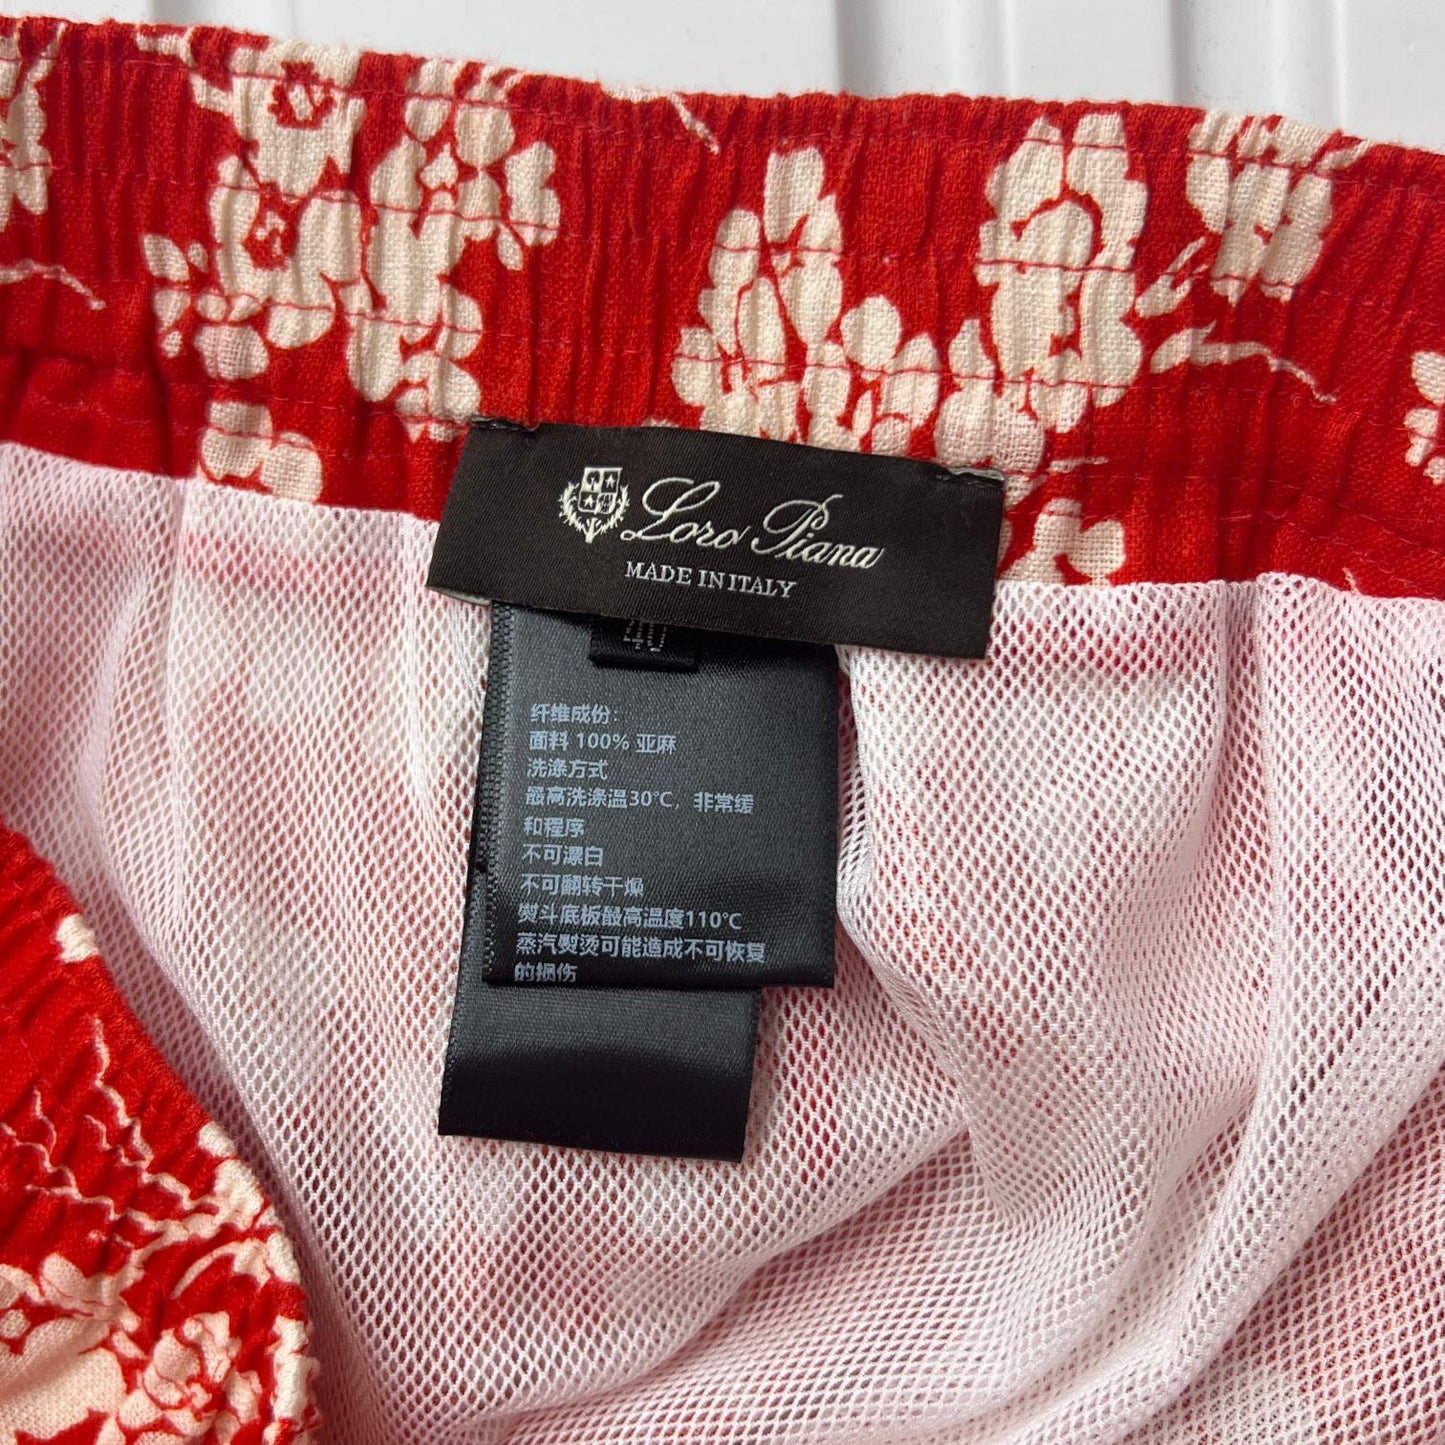 Loro Piana
MADE IN ITALY
纤维成份:
面料 100% 亚麻
洗涤方式
最高洗涤温30°C, 非常缓
和程序
不可漂白
不可翻转干燥
熨斗底板最高温度110°C
蒸汽熨烫可能造成不可恢复
的损伤